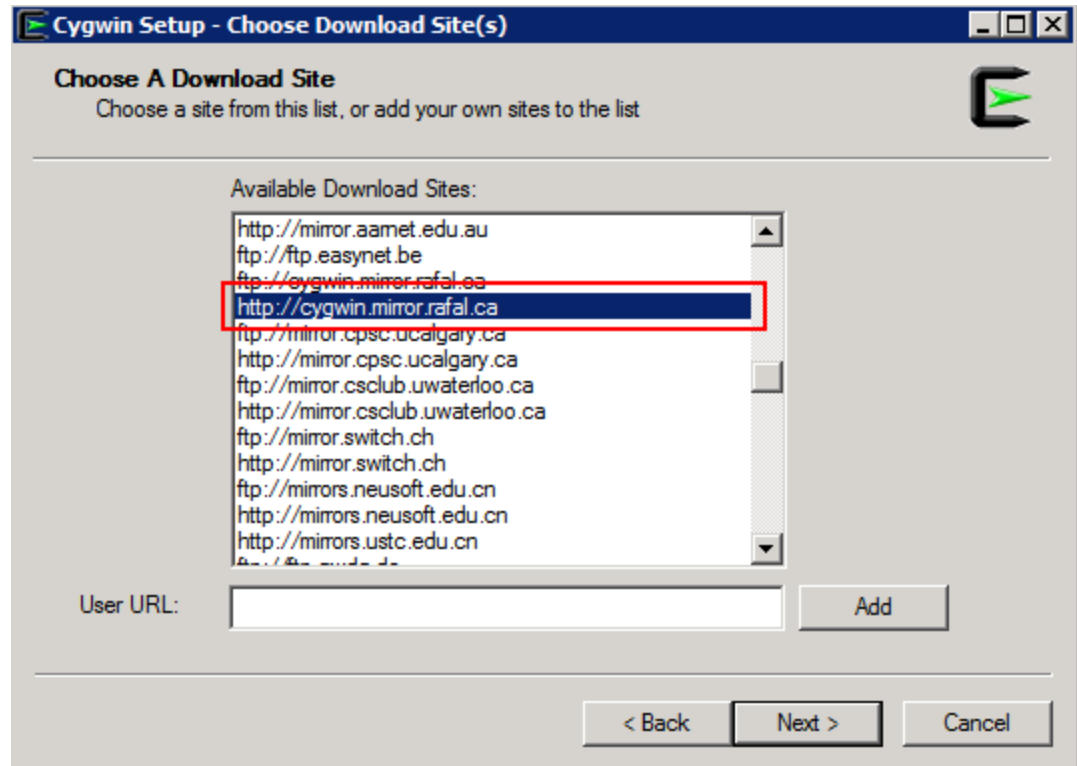 Cygwin Setup - Choose Download Site(s)
Choose A Download Site
Choose a site from this list, or add your own sites to the list
Available Download Sites:
http://mirror.aarnet.edu.au
ftp://ftp.easynet.be
ftp://cygwin.mirror.rafal.ca
http://cygwin.mirror.rafal.ca
ftp://mirror.cpsc.ucalgary.ca
http://mirror.cpsc.ucalgary.ca
ftp://mirror.csclub.uwaterloo.ca
http://mirror.csclub.uwaterloo.ca
ftp://mirror.switch.ch
http://mirror.switch.ch
ftp://mirrors.neusoft.edu.cn
http://mirrors.neusoft.edu.cn
http://mirrors.ustc.edu.cn
User URL:
Add
< Back
Next >
Cancel